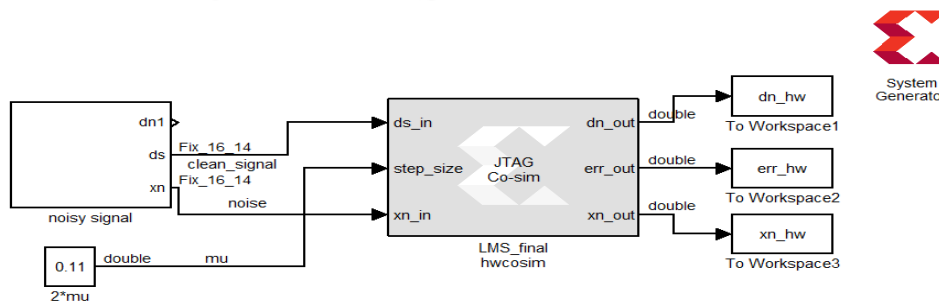 dn1
ds
xn
noisy signal
Fix_16_14
clean_signal
Fix_16_14
noise
0.11
2*mu
double
mu
ds_in
step_size
xn_in
JTAG
Co-sim
dn_out
err_out
xn_out
LMS_final
hwcosim
double
double
double
dn_hw
To Workspace1
err_hw
To Workspace2
xn_hw
To Workspace3
System
Generato